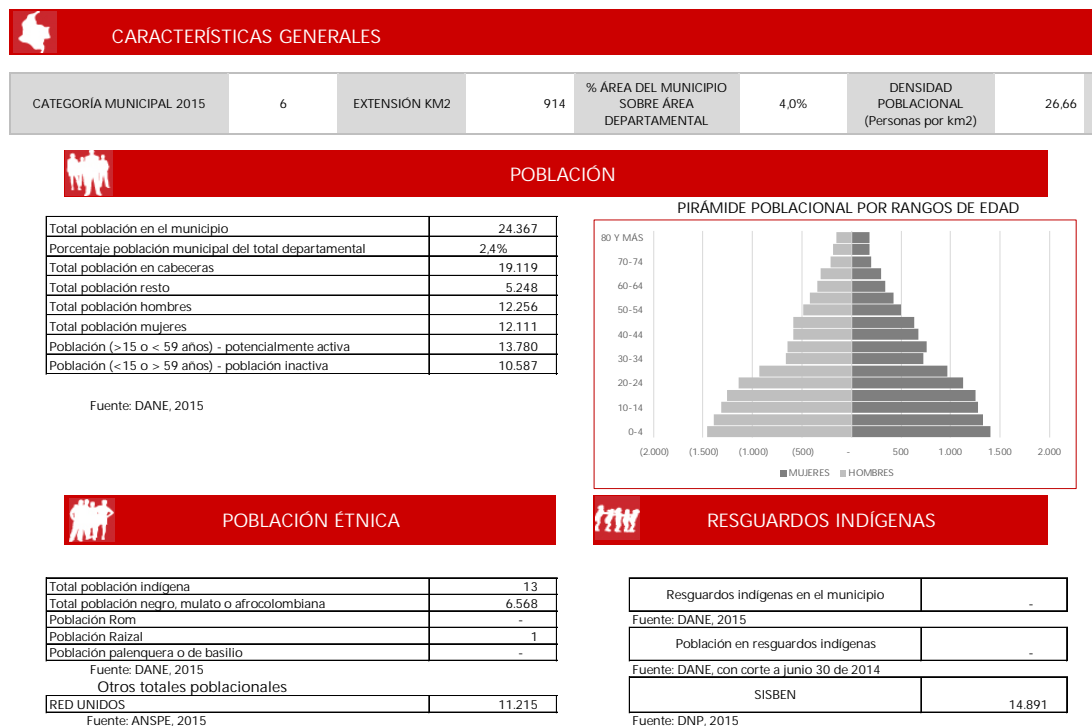 CARACTERÍSTICAS GENERALES
CATEGORÍA MUNICIPAL 2015 6 EXTENSIÓN KM2 914 % ÁREA DEL MUNICIPIO SOBRE ÁREA DEPARTAMENTAL 4,0% DENSIDAD POBLACIONAL (Personas por km2) 26,66
POBLACIÓN
Total población en el municipio 24.367
Porcentaje población municipal del total departamental 2,4%
Total población en cabeceras 19.119
Total población resto 5.248
Total población hombres 12.256
Total población mujeres 12.111
Población (>15 o < 59 años) - potencialmente activa 13.780
Población (<15 o > 59 años) - población inactiva 10.587
Fuente: DANE, 2015
PIRÁMIDE POBLACIONAL POR RANGOS DE EDAD
80 Y MÁS
70-74
60-64
50-54
40-44
30-34
20-24
10-14
0-4
(2.000) (1.500) (1.000) (500) - 500 1.000 1.500 2.000
MUJERES HOMBRES
POBLACIÓN ÉTNICA
Total población indígena 13
Total población negro, mulato o afrocolombiana 6.568
Población Rom -
Población Raizal 1
Población palenquera o de basilio -
Fuente: DANE, 2015
Otros totales poblacionales
RED UNIDOS 11.215
Fuente: ANSPE, 2015
RESGUARDOS INDÍGENAS
Resguardos indígenas en el municipio -
Fuente: DANE, 2015
Población en resguardos indígenas -
Fuente: DANE, con corte a junio 30 de 2014
SISBEN 14.891
Fuente: DNP, 2015